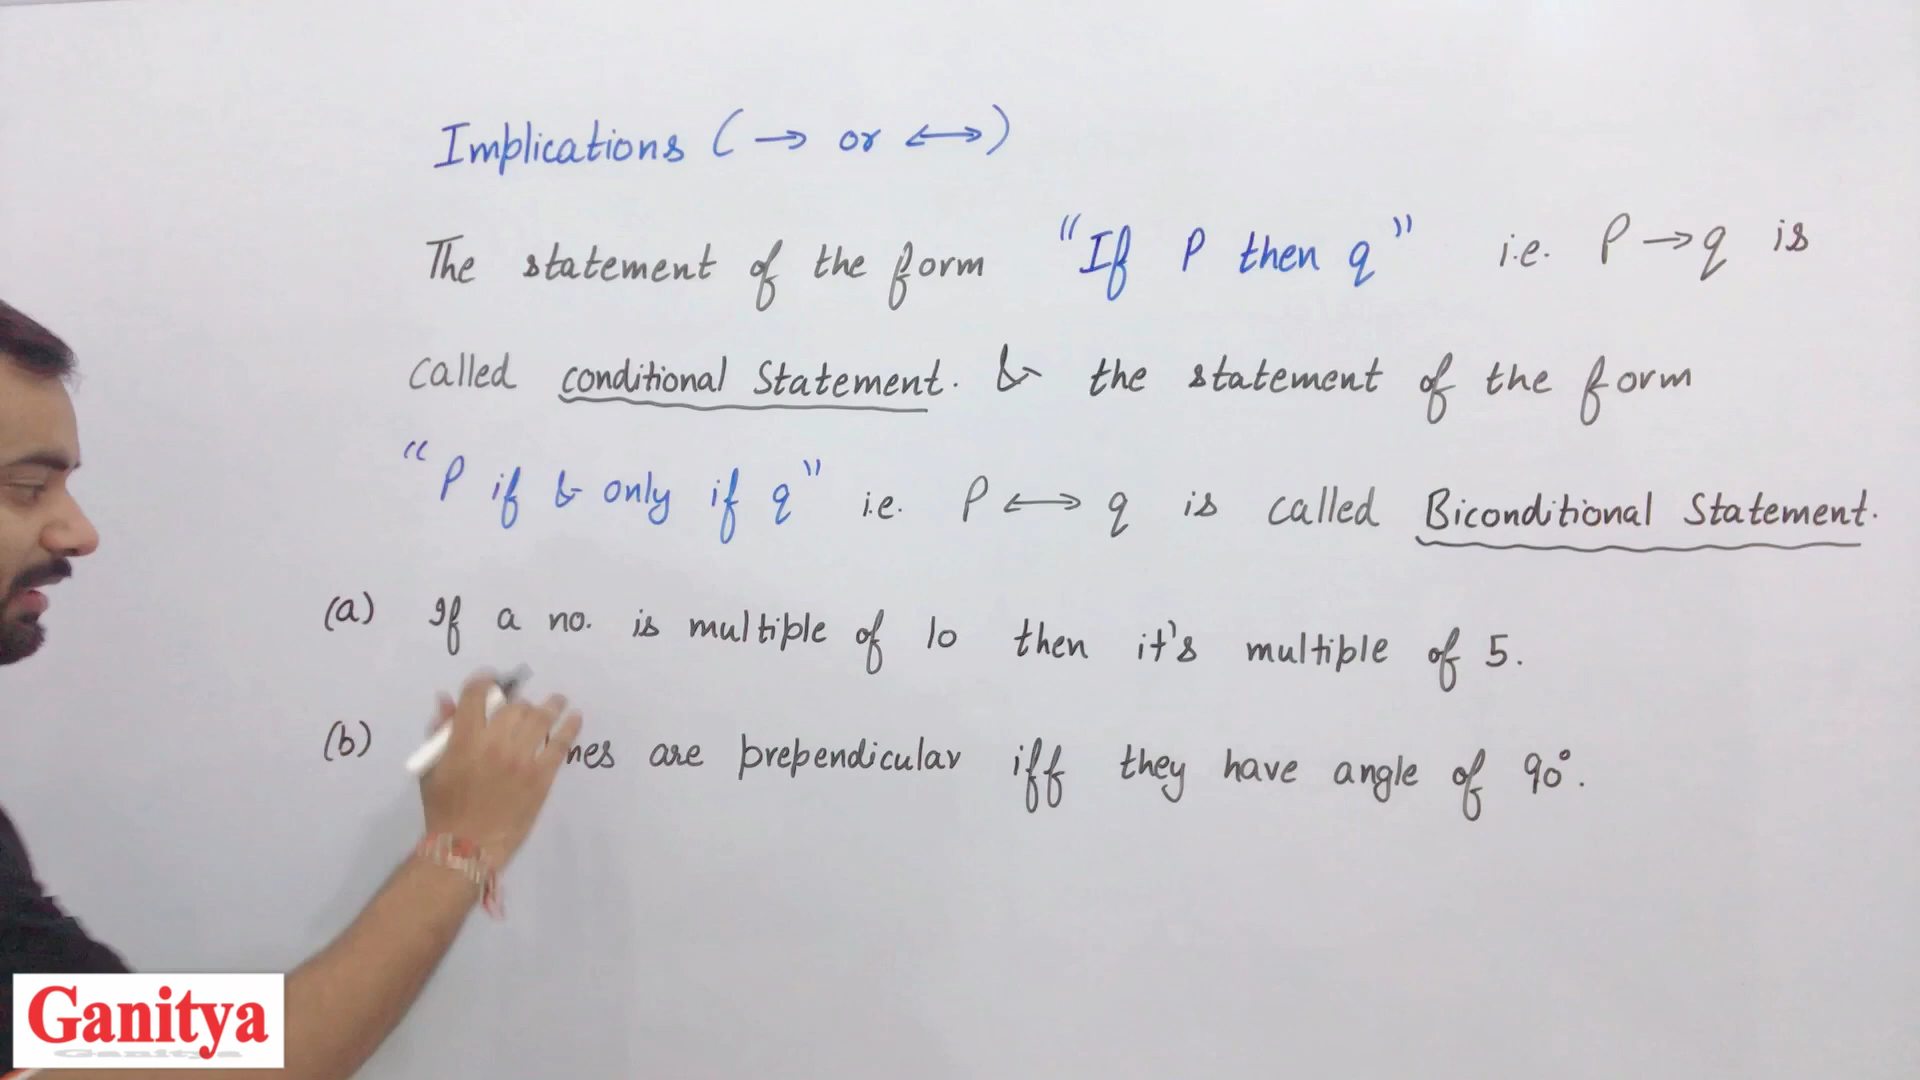 Implications (→ or ↔)
The statement of the form "If P then q" i.e. P → q is
called conditional Statement. & the statement of the form
"P if & only if q" i.e. P ↔ q is called Biconditional Statement.
(a) If a no. is multiple of 10 then it's multiple of 5.
(b) are prependicular iff they have angle of 90°.
Ganitya